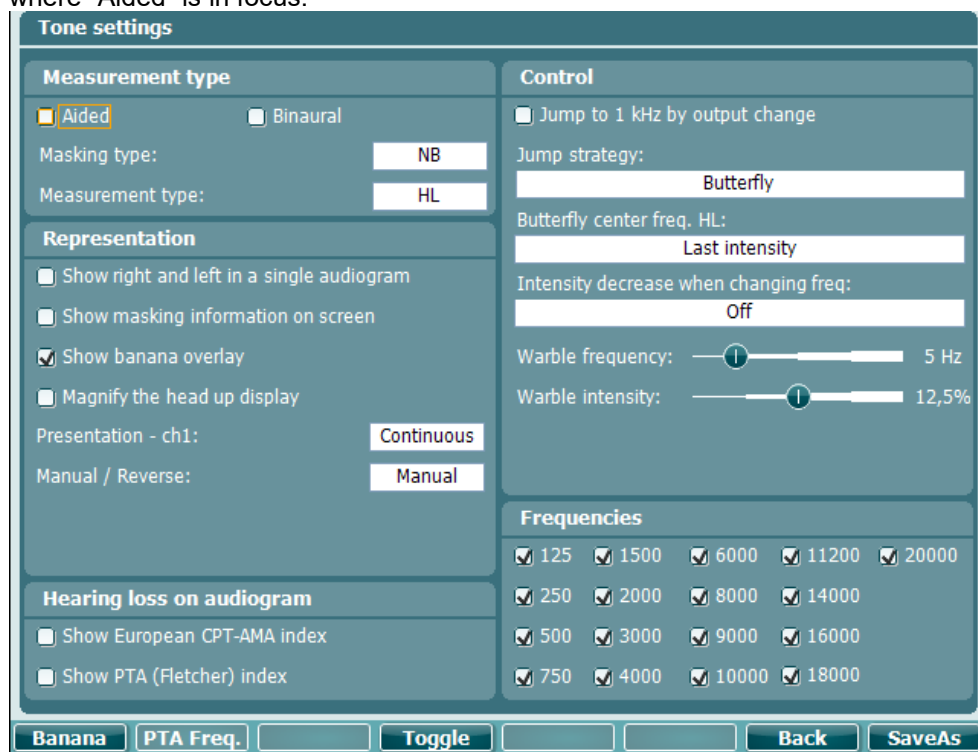 where "Aided" is in focus.
Tone settings
Measurement type
Aided
Binaural
Masking type: NB
Measurement type: HL
Representation
Show right and left in a single audiogram
Show masking information on screen
Show banana overlay
Magnify the head up display
Presentation - ch1: Continuous
Manual / Reverse: Manual
Hearing loss on audiogram
Show European CPT-AMA index
Show PTA (Fletcher) index
Control
Jump to 1 kHz by output change
Jump strategy:
Butterfly
Butterfly center freq. HL:
Last intensity
Intensity decrease when changing freq:
Off
Warble frequency: 5 Hz
Warble intensity: 12,5%
Frequencies
125 1500 6000 11200 20000
250 2000 8000 14000
500 3000 9000 16000
750 4000 10000 18000
Banana PTA Freq. Toggle Back SaveAs